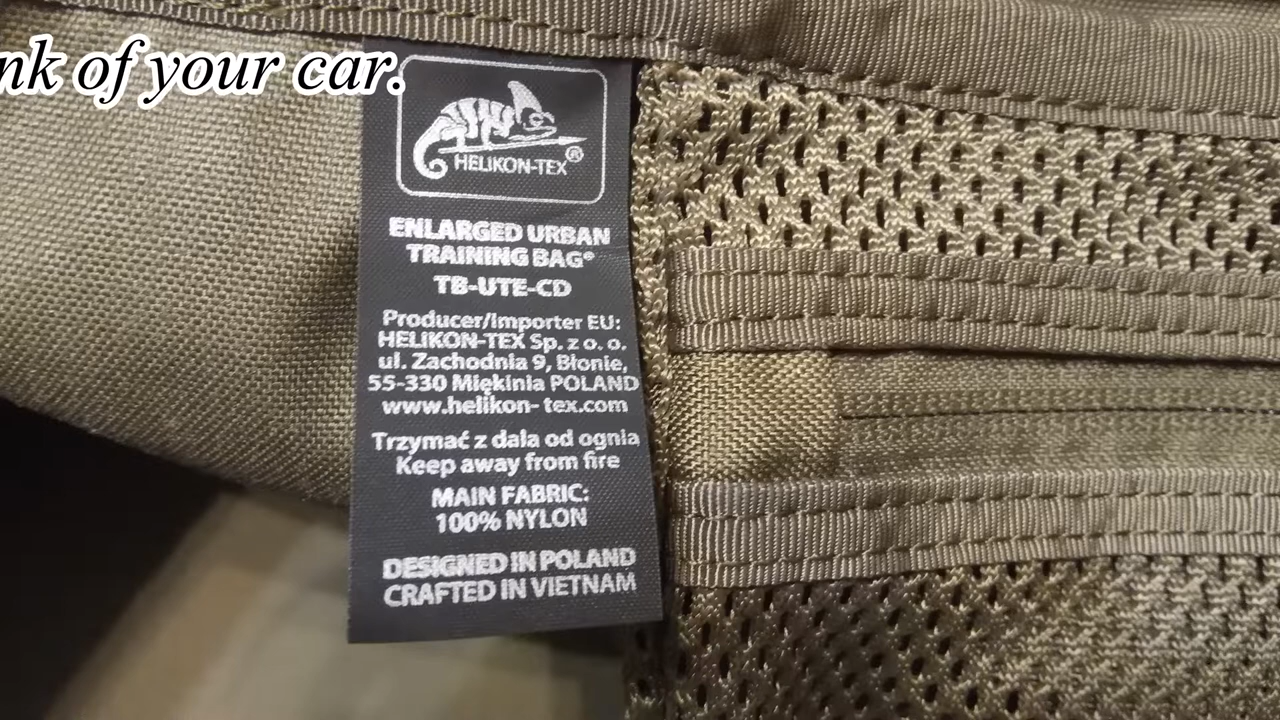 nk of your car.
HELIKON-TEX®
ENLARGED URBAN
TRAINING BAG®
TB-UTE-CD
Producer/Importer EU:
HELIKON-TEX Sp. z o. o.
ul. Zachodnia 9, Błonie,
55-330 Miękinia POLAND
www.helikon- tex.com
Trzymać z dala od ognia
Keep away from fire
MAIN FABRIC:
100% NYLON
DESIGNED IN POLAND
CRAFTED IN VIETNAM